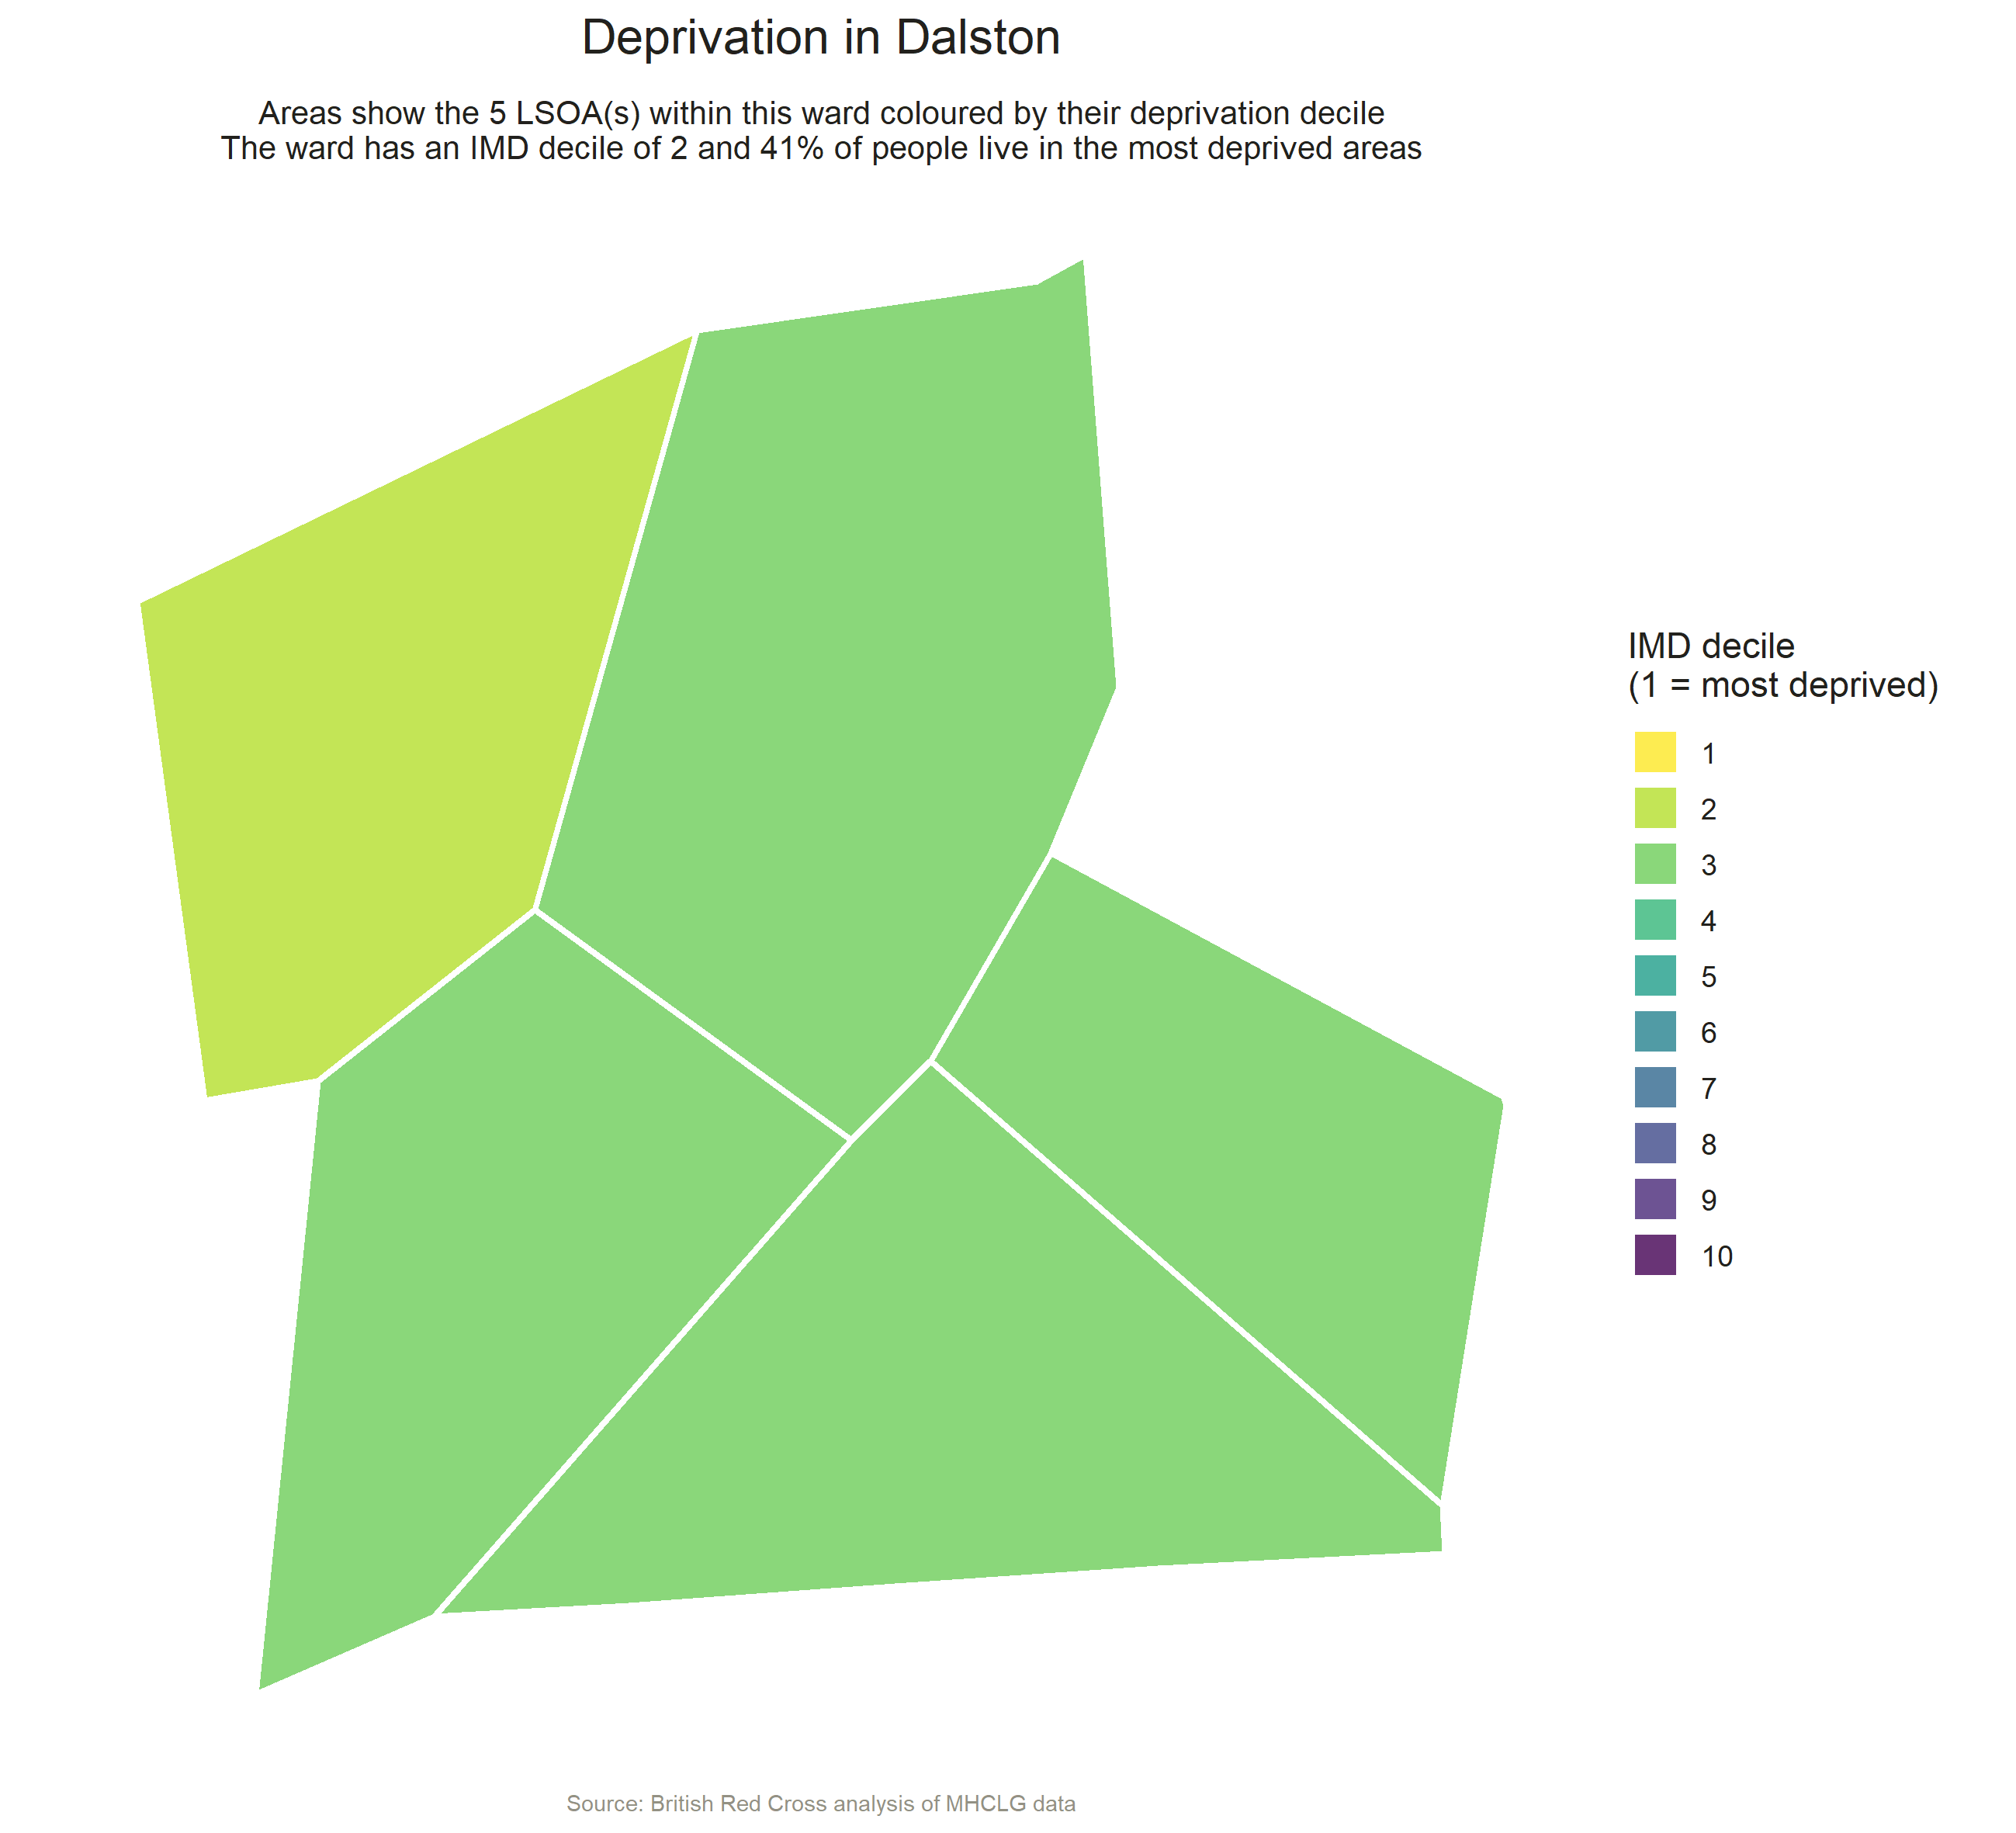 Deprivation in Dalston
Areas show the 5 LSOA(s) within this ward coloured by their deprivation decile
The ward has an IMD decile of 2 and 41% of people live in the most deprived areas
IMD decile
(1 = most deprived)
1
2
3
4
5
6
7
8
9
10
Source: British Red Cross analysis of MHCLG data